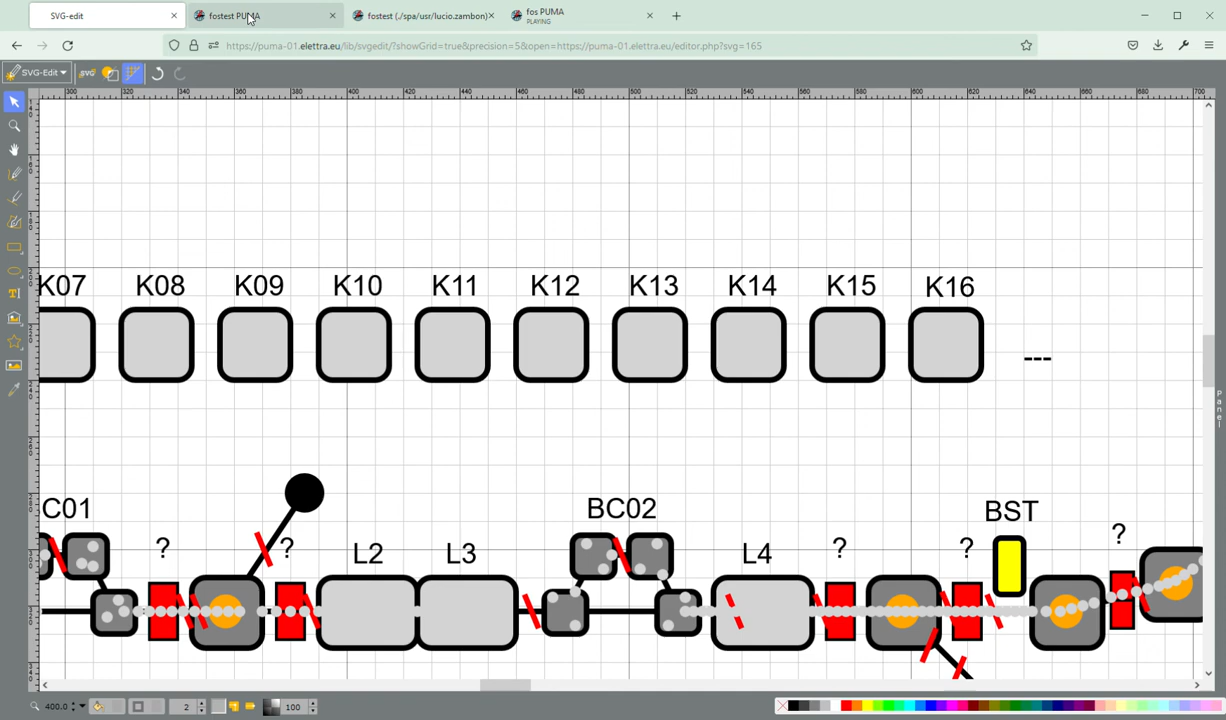 SVG-edit
fostest PUMA
fostest (./spa/usr/lucio.zambon)
fos PUMA
PLAYING
https://puma-01.elettra.eu/lib/svgedit/?showGrid=true&precision=5&open=https://puma-01.elettra.eu/editor.php?svg=165
SVG-Edit
SVG
300 320 340 360 380 400 420 440 460 480 500 520 540 560 580 600 620 640 660 680 700
K07 K08 K09 K10 K11 K12 K13 K14 K15 K16
---
Panel
C01 BC02 BST
? ? L2 L3 L4 ? ? ?
400.0 2 100